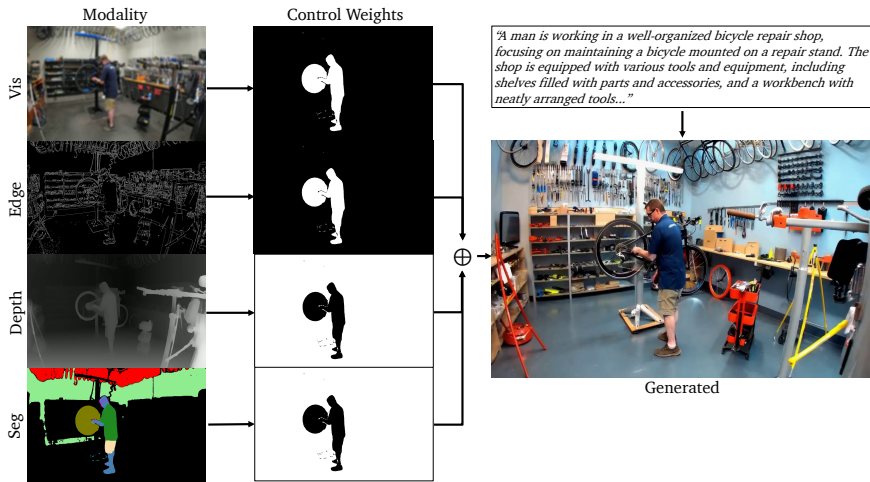 Modality
Control Weights
Vis
Edge
Depth
Seg
“A man is working in a well-organized bicycle repair shop,
focusing on maintaining a bicycle mounted on a repair stand. The
shop is equipped with various tools and equipment, including
shelves filled with parts and accessories, and a workbench with
neatly arranged tools...”
Generated